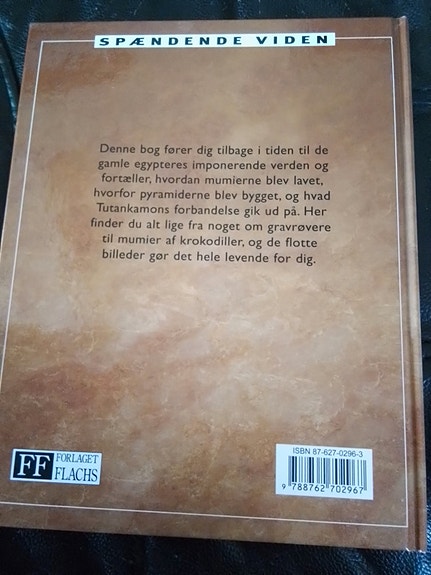 SPÆNDENDE VIDEN
Denne bog fører dig tilbage i tiden til de
gamle egypteres imponerende verden og
fortæller, hvordan mumierne blev lavet,
hvorfor pyramiderne blev bygget, og hvad
Tutankamons forbandelse gik ud på. Her
finder du alt lige fra noget om gravrøvere
til mumier af krokodiller, og de flotte
billeder gør det hele levende for dig.
FF FORLAGET
FLACHS
ISBN 87-627-0296-3
9 788762 702967